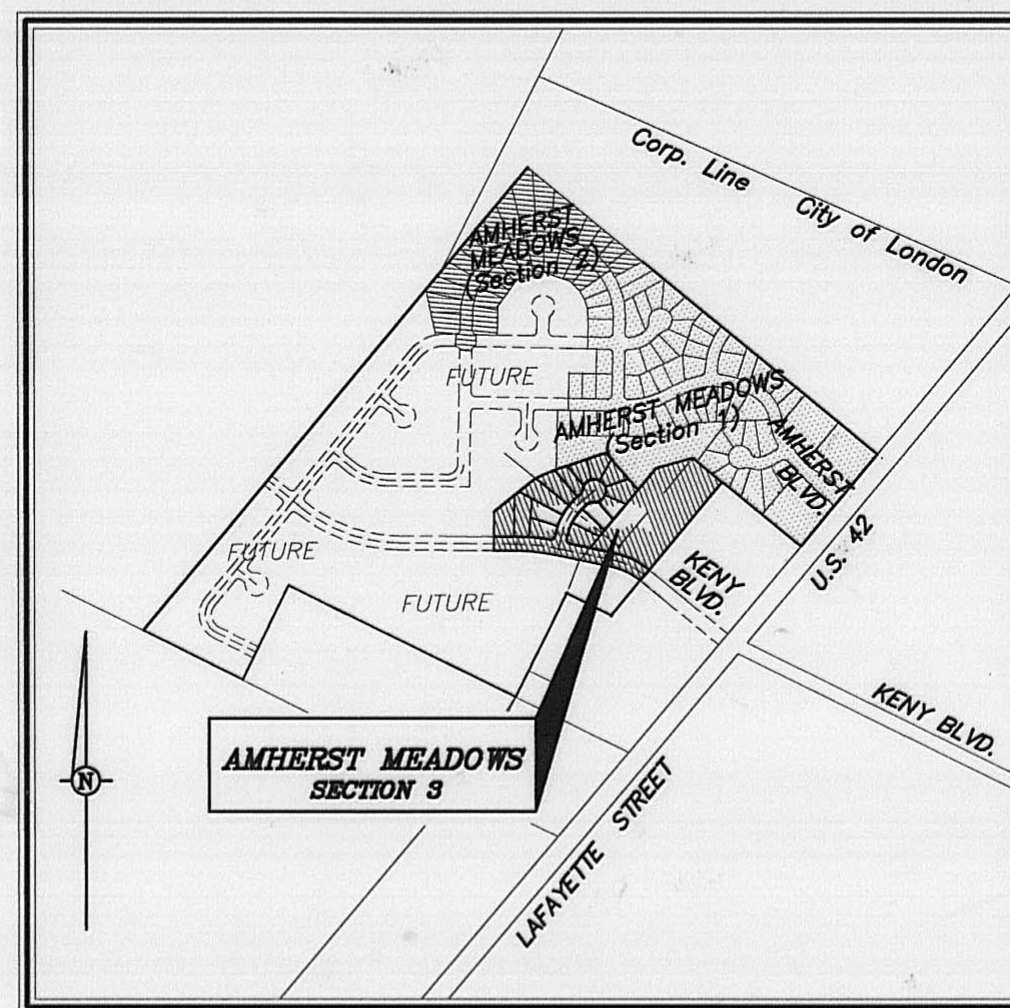 Corp. Line City of London
AMHERST
MEADOWS
(Section 2)
FUTURE
AMHERST MEADOWS
(Section 1)
AMHERST
BLVD.
U.S. 42
FUTURE
KENY
BLVD.
FUTURE
KENY BLVD.
AMHERST MEADOWS
SECTION 3
N
LAFAYETTE STREET